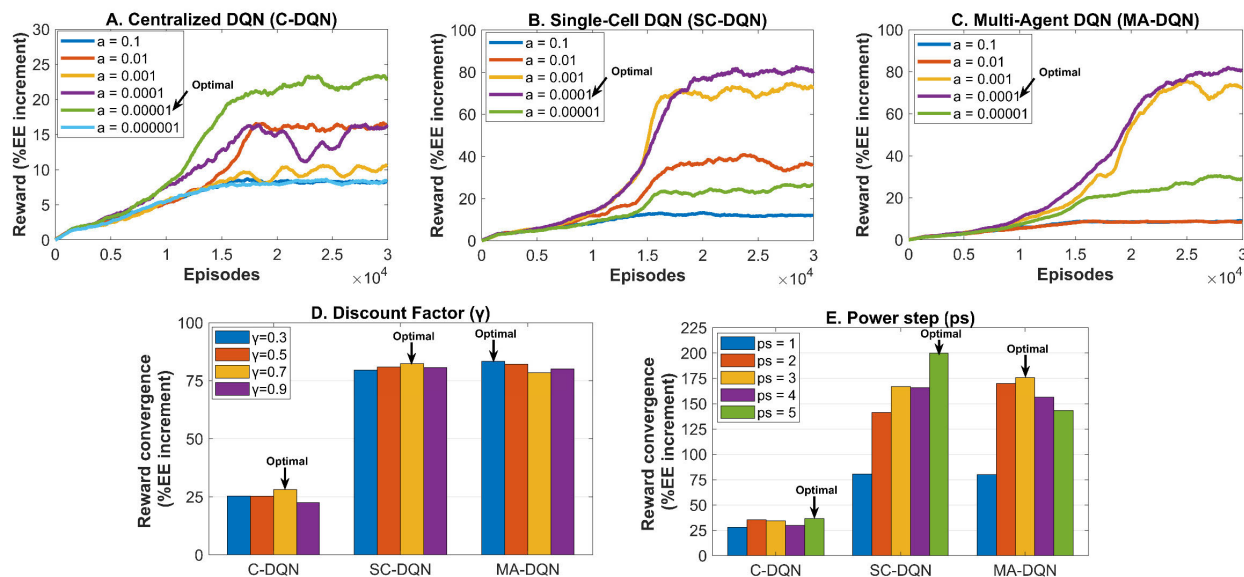 A. Centralized DQN (C-DQN)
30
25
20
15
10
5
0
Reward (%EE increment)
a = 0.1
a = 0.01
a = 0.001
a = 0.0001
a = 0.00001
a = 0.000001
Optimal
0 0.5 1 1.5 2 2.5 3
Episodes
×10⁴
B. Single-Cell DQN (SC-DQN)
100
80
60
40
20
0
Reward (%EE increment)
a = 0.1
a = 0.01
a = 0.001
a = 0.0001
a = 0.00001
Optimal
0 0.5 1 1.5 2 2.5 3
Episodes
×10⁴
C. Multi-Agent DQN (MA-DQN)
100
80
60
40
20
0
Reward (%EE increment)
a = 0.1
a = 0.01
a = 0.001
a = 0.0001
a = 0.00001
Optimal
0 0.5 1 1.5 2 2.5 3
Episodes
×10⁴
D. Discount Factor (γ)
100
75
50
25
0
Reward convergence
(%EE increment)
γ=0.3
γ=0.5
γ=0.7
γ=0.9
Optimal
Optimal
Optimal
C-DQN SC-DQN MA-DQN
E. Power step (ps)
225
200
175
150
125
100
75
50
25
0
Reward convergence
(%EE increment)
ps = 1
ps = 2
ps = 3
ps = 4
ps = 5
Optimal
Optimal
Optimal
C-DQN SC-DQN MA-DQN